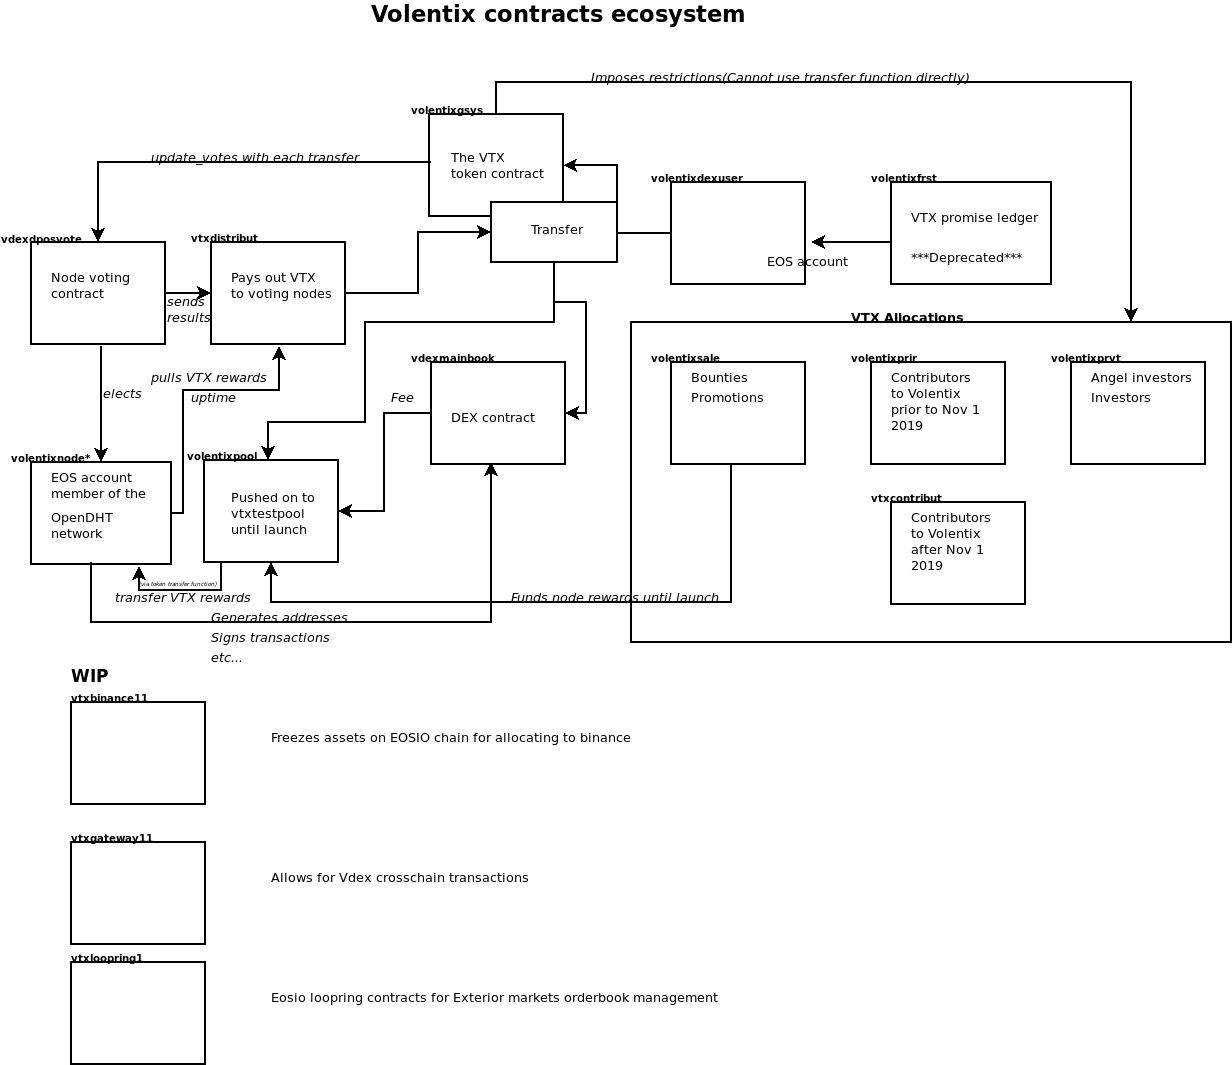 Volentix contracts ecosystem
Imposes restrictions(Cannot use transfer function directly)
volentixgsys
The VTX
token contract
update_votes with each transfer
volentixdexuser
volentixfrst
VTX promise ledger
***Deprecated***
Transfer
EOS account
vdexdposvote
Node voting
contract
vtxdistribut
Pays out VTX
to voting nodes
sends
results
VTX Allocations
elects
pulls VTX rewards
uptime
Fee
vdexmainbook
DEX contract
volentixsale
Bounties
Promotions
volentixprir
Contributors
to Volentix
prior to Nov 1
2019
volentixprvt
Angel investors
Investors
volentixnode*
EOS account
member of the
OpenDHT
network
volentixpool
Pushed on to
vtxtestpool
until launch
vtxcontribut
Contributors
to Volentix
after Nov 1
2019
(via token transfer function)
transfer VTX rewards
Funds node rewards until launch
Generates addresses
Signs transactions
etc...
WIP
vtxbinance11
Freezes assets on EOSIO chain for allocating to binance
vtxgateway11
Allows for Vdex crosschain transactions
vtxloopring1
Eosio loopring contracts for Exterior markets orderbook management